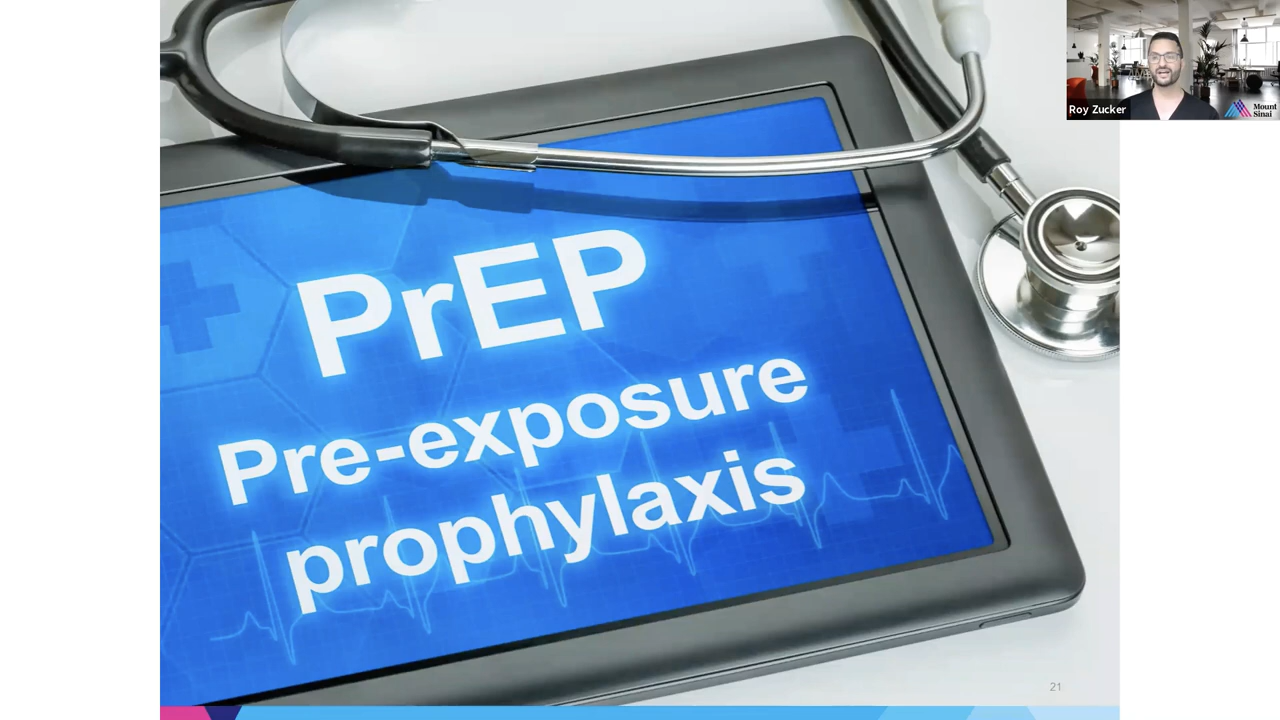 PrEP
Pre-exposure
prophylaxis
Roy Zucker
Mount
Sinai
21